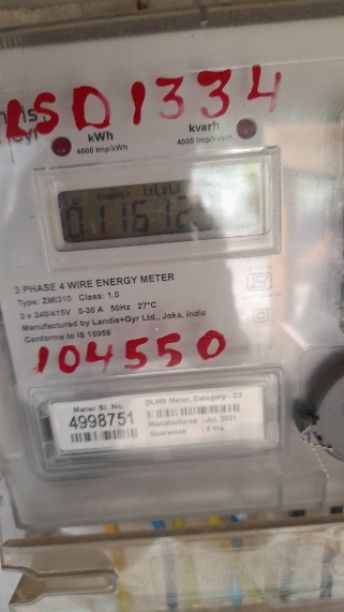 LSD1334
kWh
4000 Imp/kWh
kvarh
4000 Imp/kvarh
3 PHASE 4 WIRE ENERGY METER
Type: ZMI310 Class: 1.0
3 x 240/415V 5-30 A 50Hz 27°C
Manufactured by Landis+Gyr Ltd., Joka, India
Conforms to IS 15959
104550
Meter Sl. No.
4998751
DLMS Meter, Category - C2
Manufactured : Jul, 2021
Guarantee : 5 Yrs